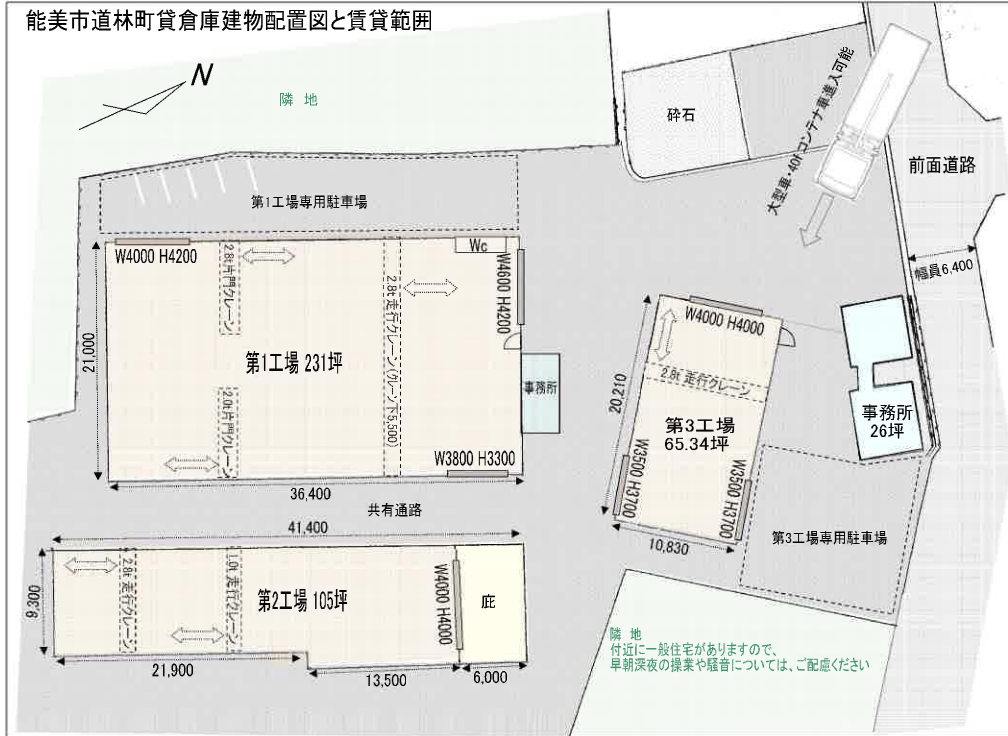 能美市道林町貸倉庫建物配置図と賃貸範囲
N
隣 地
砕石
大型車・40fコンテナ車進入可能
前面道路
幅員6,400
第1工場専用駐車場
W4000 H4200
2.8t片門クレーン
2.8t 走行クレーン(クレーン下5,500)
Wc
W4600 H4200
21,000
第1工場 231坪
2.0t片門クレーン
事務所
W3800 H3300
36,400
共有通路
W4000 H4000
2.8t 走行クレーン
20,210
第3工場
65.34坪
W3500 H3700
W3500 H3700
10,830
事務所
26坪
第3工場専用駐車場
41,400
9,300
2.8t 走行クレーン
1.0t 走行クレーン
第2工場 105坪
W4000 H4000
庇
21,900
13,500
6,000
隣 地
付近に一般住宅がありますので、
早朝深夜の操業や騒音については、ご配慮ください